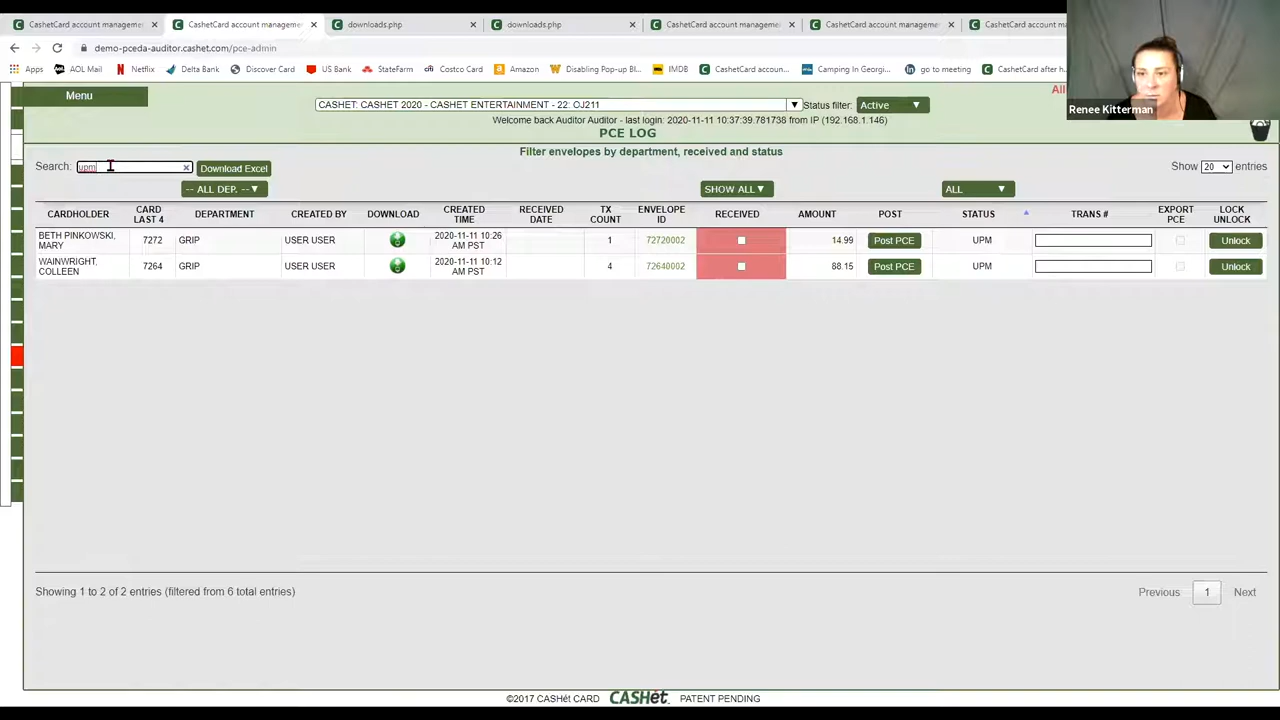 CashetCard account manageme ×
CashetCard account manageme ×
downloads.php ×
downloads.php ×
CashetCard account manageme ×
CashetCard account manageme ×
CashetCard account m
demo-pceda-auditor.cashet.com/pce-admin
Apps AOL Mail Netflix Delta Bank Discover Card US Bank StateFarm Costco Card Amazon Disabling Pop-up Bl... IMDB CashetCard accoun... Camping In Georgi... go to meeting CashetCard after h
Renee Kitterman
Menu
CASHET: CASHET 2020 - CASHET ENTERTAINMENT - 22: OJ211
Status filter: Active
All
Welcome back Auditor Auditor - last login: 2020-11-11 10:37:39.781738 from IP (192.168.1.146)
PCE LOG
Filter envelopes by department, received and status
Search: upm × Download Excel
Show 20 entries
-- ALL DEP. -- SHOW ALL ALL
CARDHOLDER CARD LAST 4 DEPARTMENT CREATED BY DOWNLOAD CREATED TIME RECEIVED DATE TX COUNT ENVELOPE ID RECEIVED AMOUNT POST STATUS TRANS # EXPORT PCE LOCK UNLOCK
BETH PINKOWSKI, MARY 7272 GRIP USER USER 2020-11-11 10:26 AM PST 1 72720002 14.99 Post PCE UPM Unlock
WAINWRIGHT, COLLEEN 7264 GRIP USER USER 2020-11-11 10:12 AM PST 4 72640002 88.15 Post PCE UPM Unlock
Showing 1 to 2 of 2 entries (filtered from 6 total entries)
Previous 1 Next
©2017 CASHét CARD CASHét PATENT PENDING